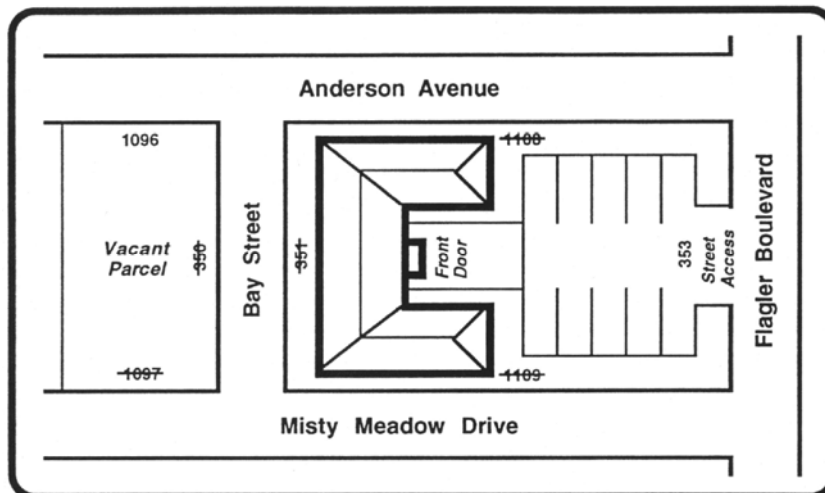 Anderson Avenue
1096
1108
Vacant
Parcel
350
Bay Street
351
Front
Door
353
Street
Access
Flagler Boulevard
1097
1109
Misty Meadow Drive